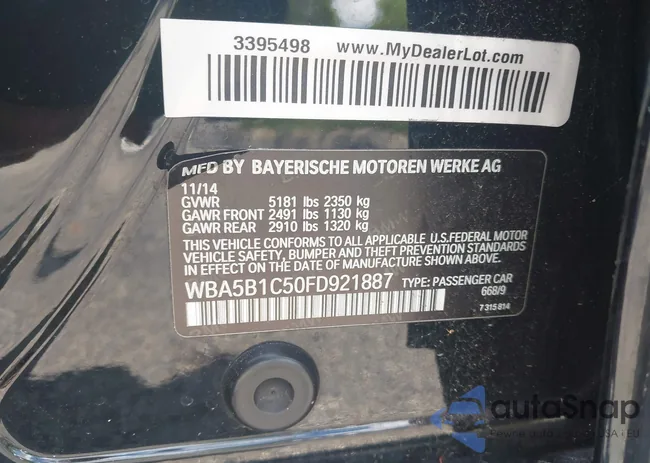 3395498 www.MyDealerLot.com
MFD BY BAYERISCHE MOTOREN WERKE AG
11/14
GVWR 5181 lbs 2350 kg
GAWR FRONT 2491 lbs 1130 kg
GAWR REAR 2910 lbs 1320 kg
THIS VEHICLE CONFORMS TO ALL APPLICABLE U.S.FEDERAL MOTOR
VEHICLE SAFETY, BUMPER AND THEFT PREVENTION STANDARDS
IN EFFECT ON THE DATE OF MANUFACTURE SHOWN ABOVE.
WBA5B1C50FD921887 TYPE: PASSENGER CAR
668/9
7315814
autoSnap
USA - EU